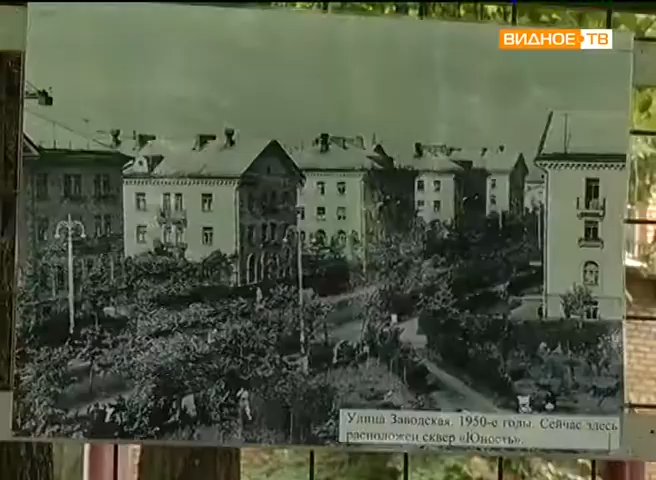 ВИДНОЕ ТВ
Улица Заводская. 1950-е годы. Сейчас здесь
расположен сквер «Юность».